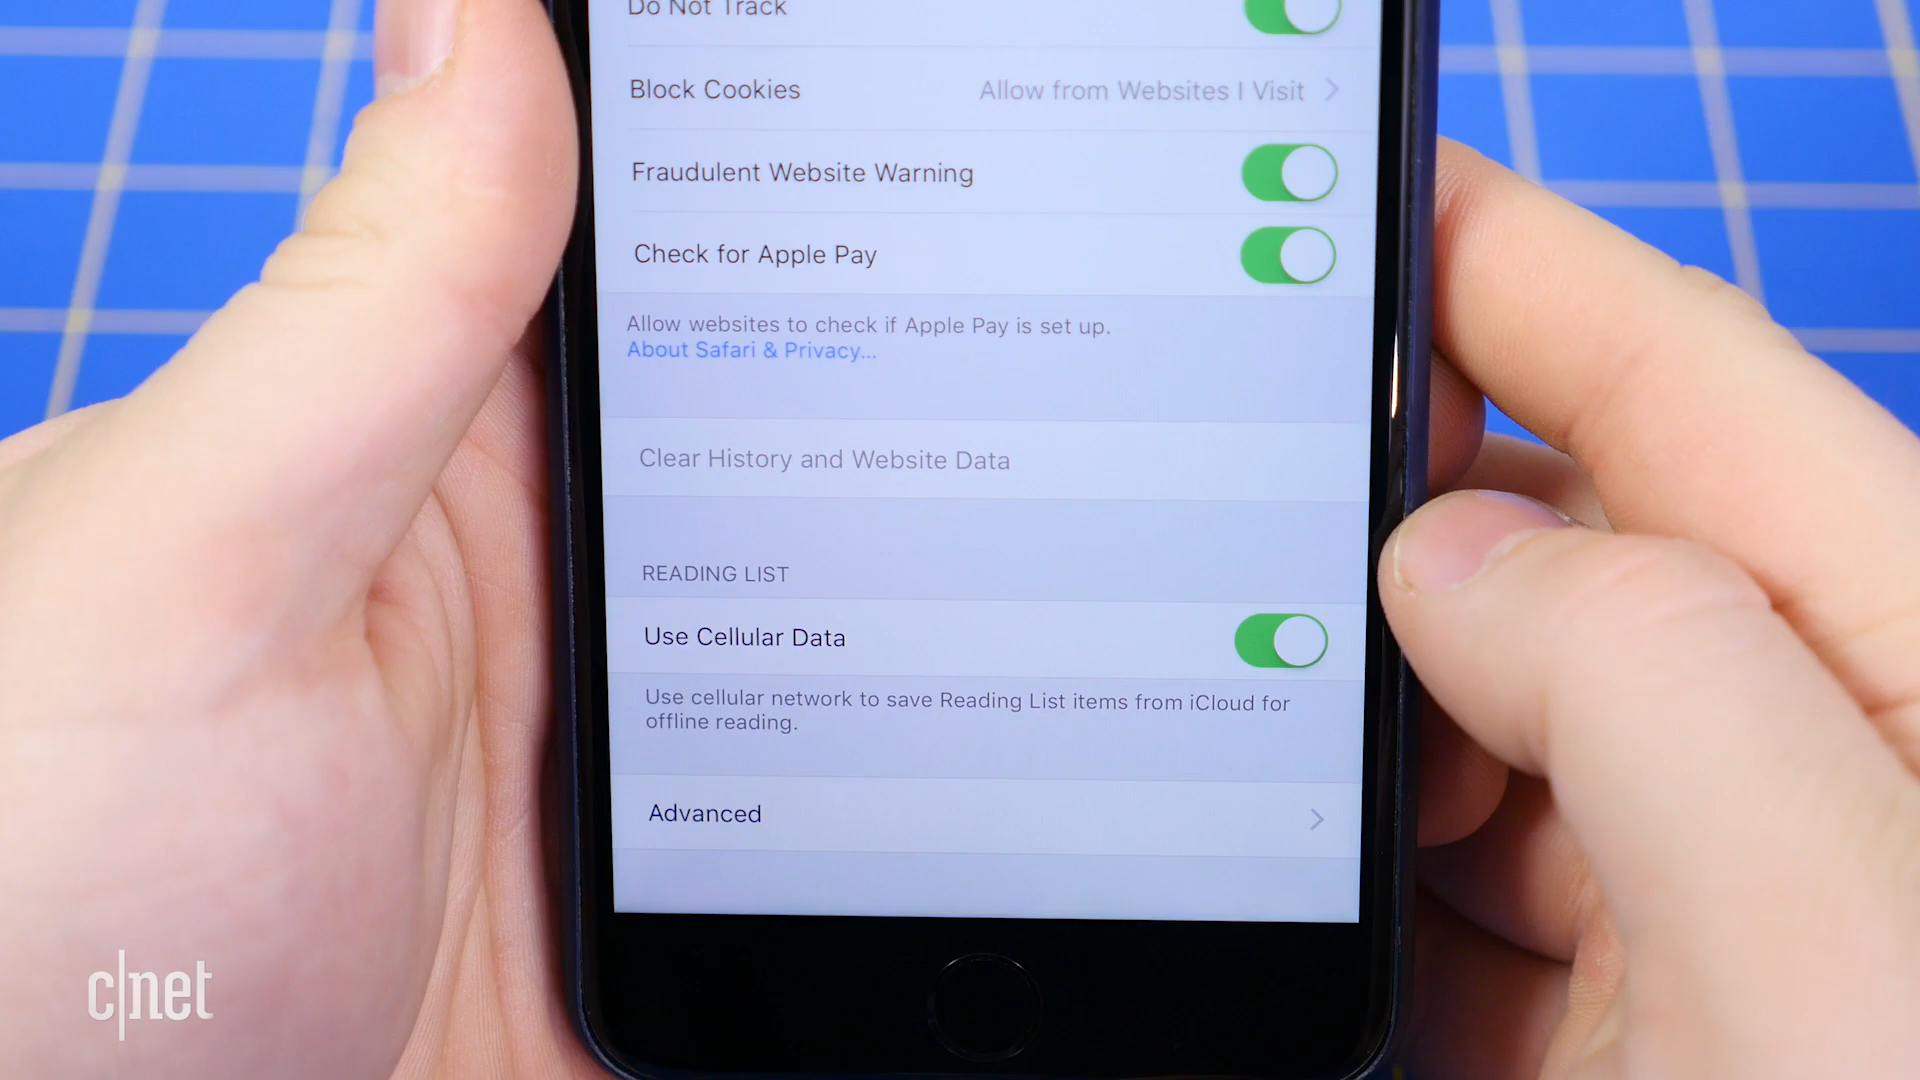 Do Not Track
Block Cookies Allow from Websites I Visit
Fraudulent Website Warning
Check for Apple Pay
Allow websites to check if Apple Pay is set up.
About Safari & Privacy...
Clear History and Website Data
READING LIST
Use Cellular Data
Use cellular network to save Reading List items from iCloud for
offline reading.
Advanced
c|net